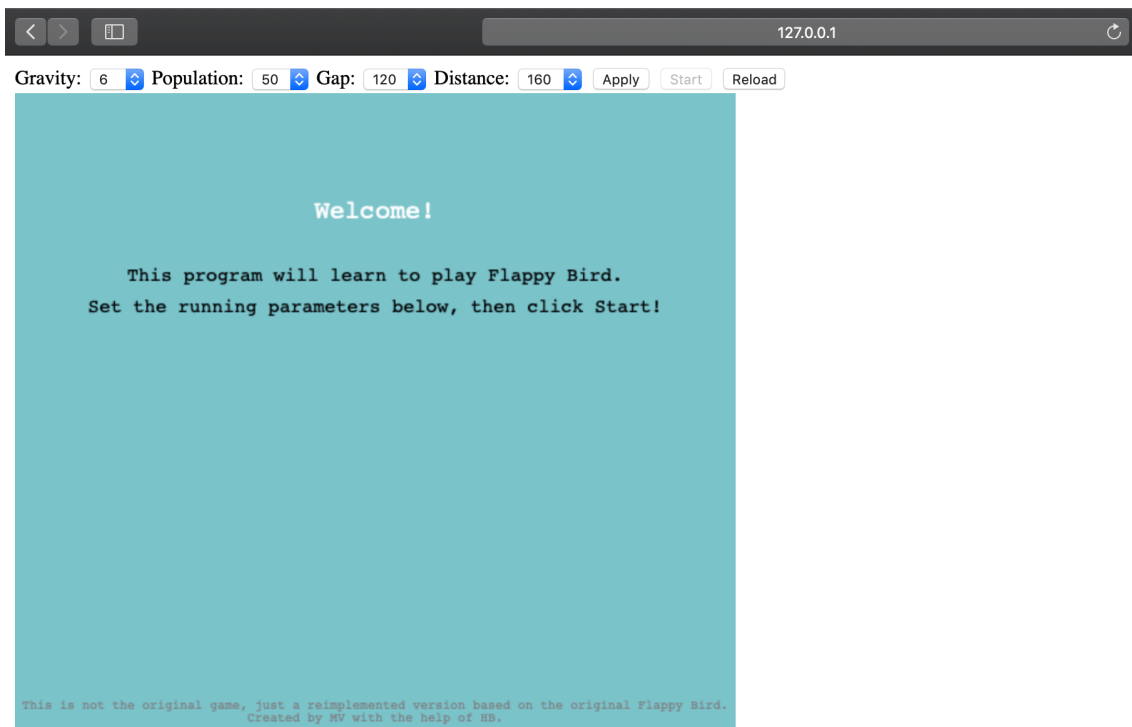 127.0.0.1
Gravity: 6 Population: 50 Gap: 120 Distance: 160 Apply Start Reload
Welcome!
This program will learn to play Flappy Bird.
Set the running parameters below, then click Start!
This is not the original game, just a reimplemented version based on the original Flappy Bird.
Created by MV with the help of HB.